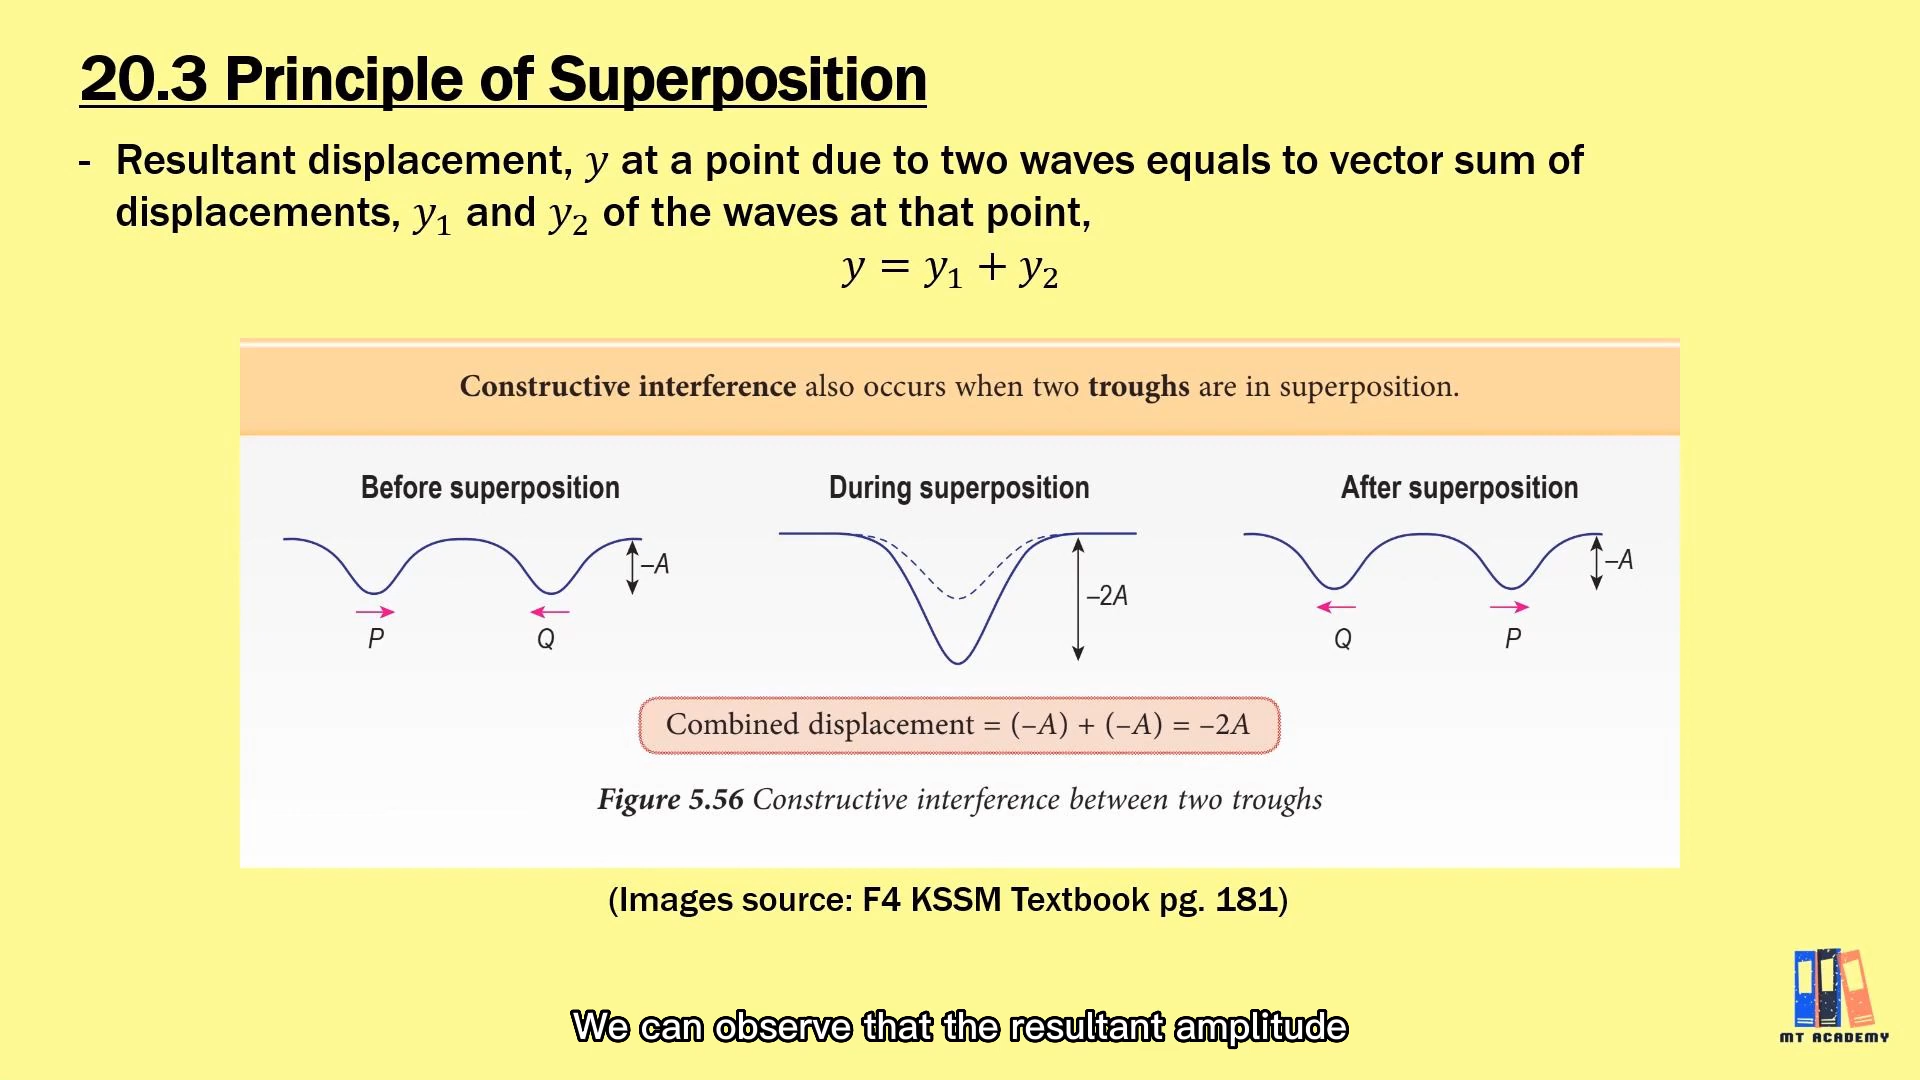 20.3 Principle of Superposition
- Resultant displacement, y at a point due to two waves equals to vector sum of
displacements, y₁ and y₂ of the waves at that point,
y = y₁ + y₂
Constructive interference also occurs when two troughs are in superposition.
Before superposition
During superposition
After superposition
–A
–2A
–A
P
Q
Q
P
Combined displacement = (–A) + (–A) = –2A
Figure 5.56 Constructive interference between two troughs
(Images source: F4 KSSM Textbook pg. 181)
We can observe that the resultant amplitude
MT ACADEMY